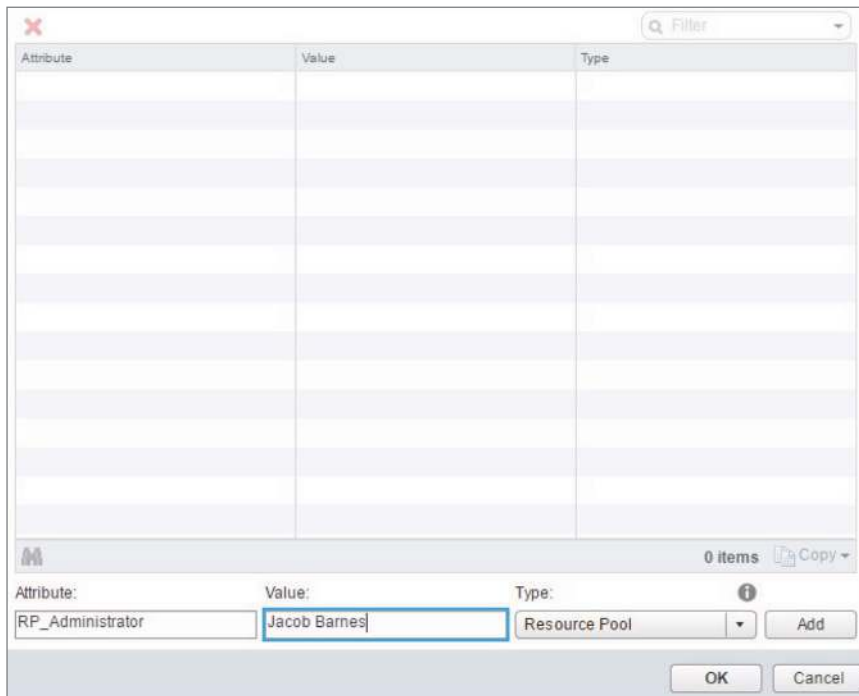 Filter
Attribute Value Type
0 items Copy
Attribute: Value: Type:
RP_Administrator Jacob Barnes Resource Pool Add
OK Cancel